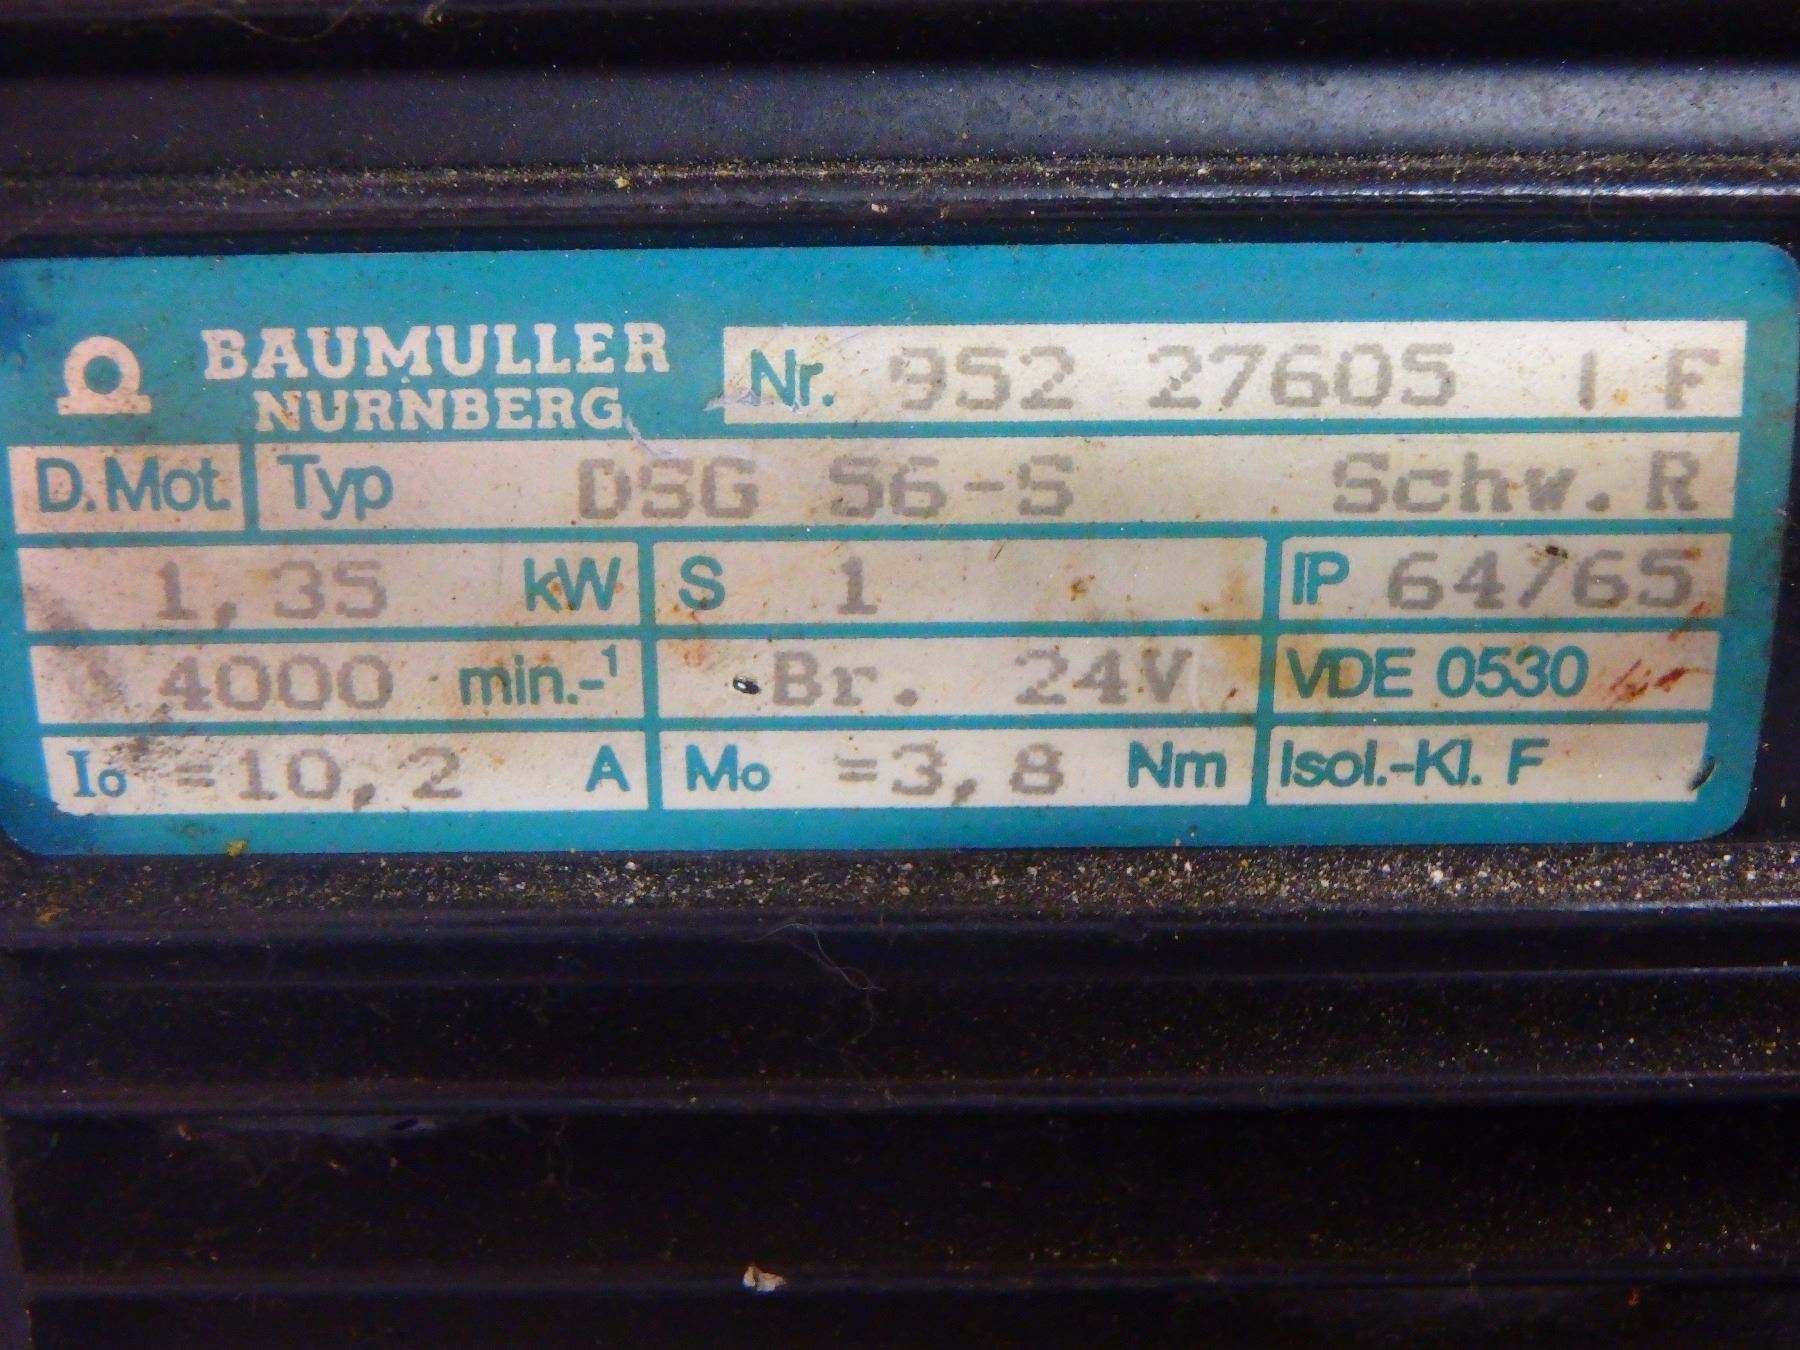 BAUMULLER
NURNBERG
Nr. 952 27605 I F
D.Mot. Typ DSG 56-S Schw.R
1,35 kW S 1 IP 64/65
4000 min.-¹ Br. 24V VDE 0530
Io =10,2 A Mo =3,8 Nm Isol.-Kl. F